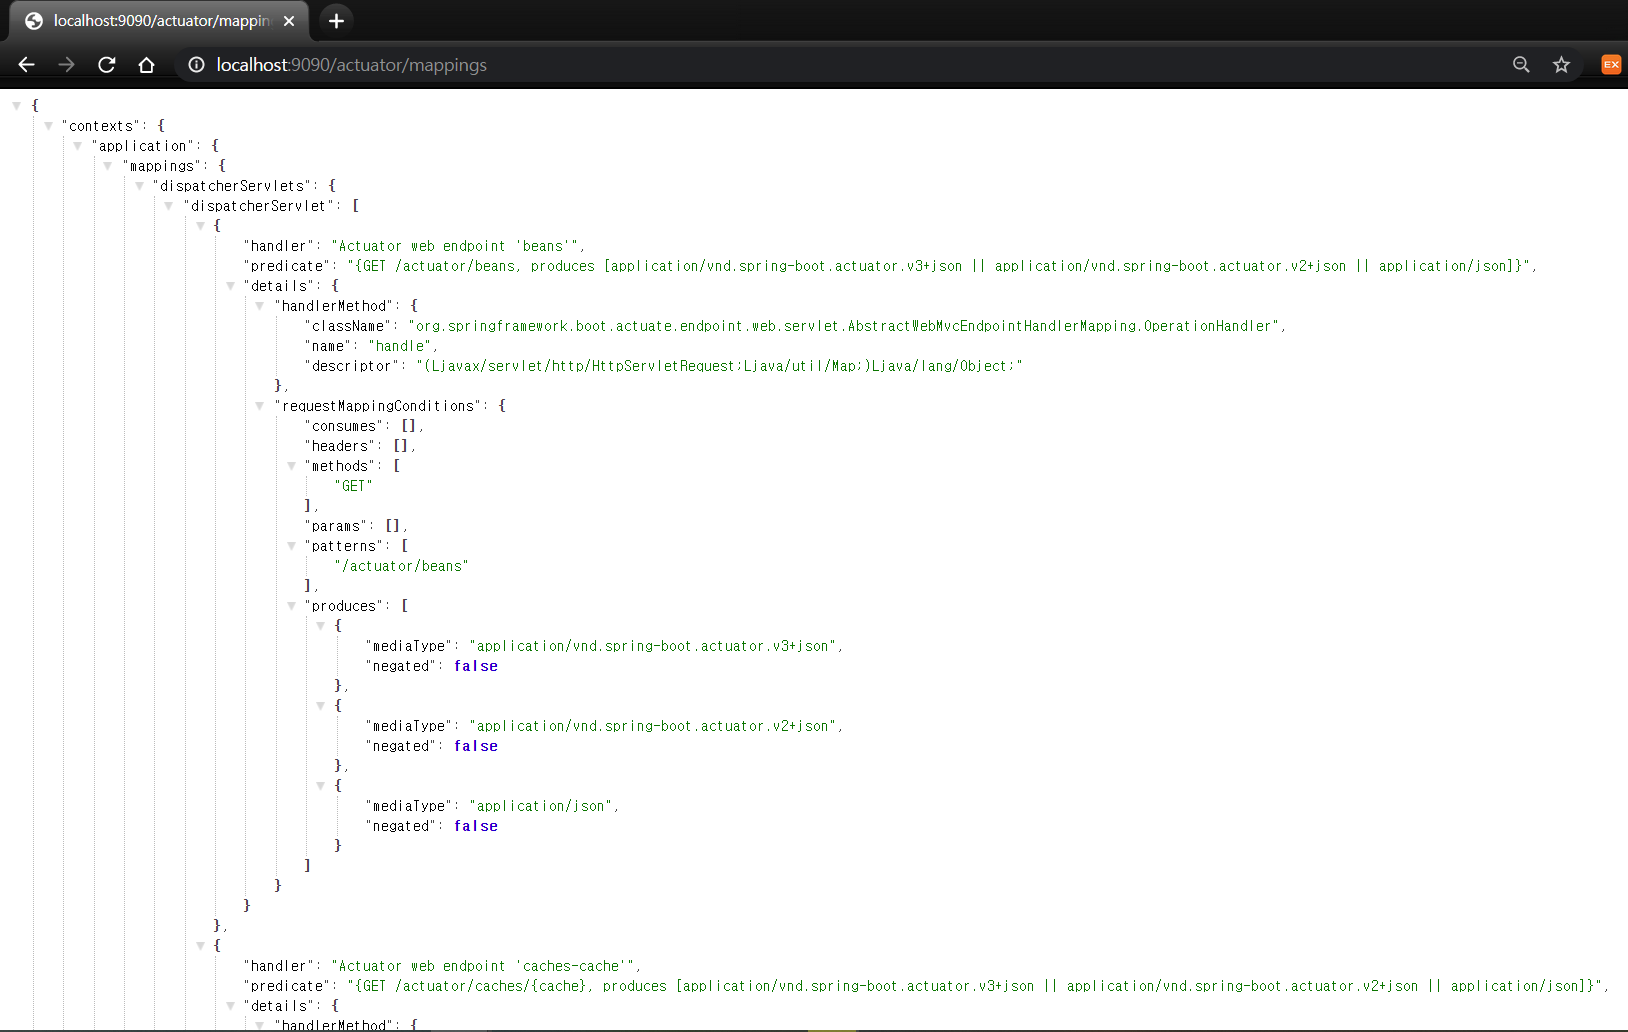 localhost:9090/actuator/mappin
localhost:9090/actuator/mappings
EX
{
"contexts": {
"application": {
"mappings": {
"dispatcherServlets": {
"dispatcherServlet": [
{
"handler": "Actuator web endpoint 'beans'",
"predicate": "{GET /actuator/beans, produces [application/vnd.spring-boot.actuator.v3+json || application/vnd.spring-boot.actuator.v2+json || application/json]}",
"details": {
"handlerMethod": {
"className": "org.springframework.boot.actuate.endpoint.web.servlet.AbstractWebMvcEndpointHandlerMapping.OperationHandler",
"name": "handle",
"descriptor": "(Ljavax/servlet/http/HttpServletRequest;Ljava/util/Map;)Ljava/lang/Object;"
},
"requestMappingConditions": {
"consumes": [],
"headers": [],
"methods": [
"GET"
],
"params": [],
"patterns": [
"/actuator/beans"
],
"produces": [
{
"mediaType": "application/vnd.spring-boot.actuator.v3+json",
"negated": false
},
{
"mediaType": "application/vnd.spring-boot.actuator.v2+json",
"negated": false
},
{
"mediaType": "application/json",
"negated": false
}
]
}
}
},
{
"handler": "Actuator web endpoint 'caches-cache'",
"predicate": "{GET /actuator/caches/{cache}, produces [application/vnd.spring-boot.actuator.v3+json || application/vnd.spring-boot.actuator.v2+json || application/json]}",
"details": {
"handlerMethod": {